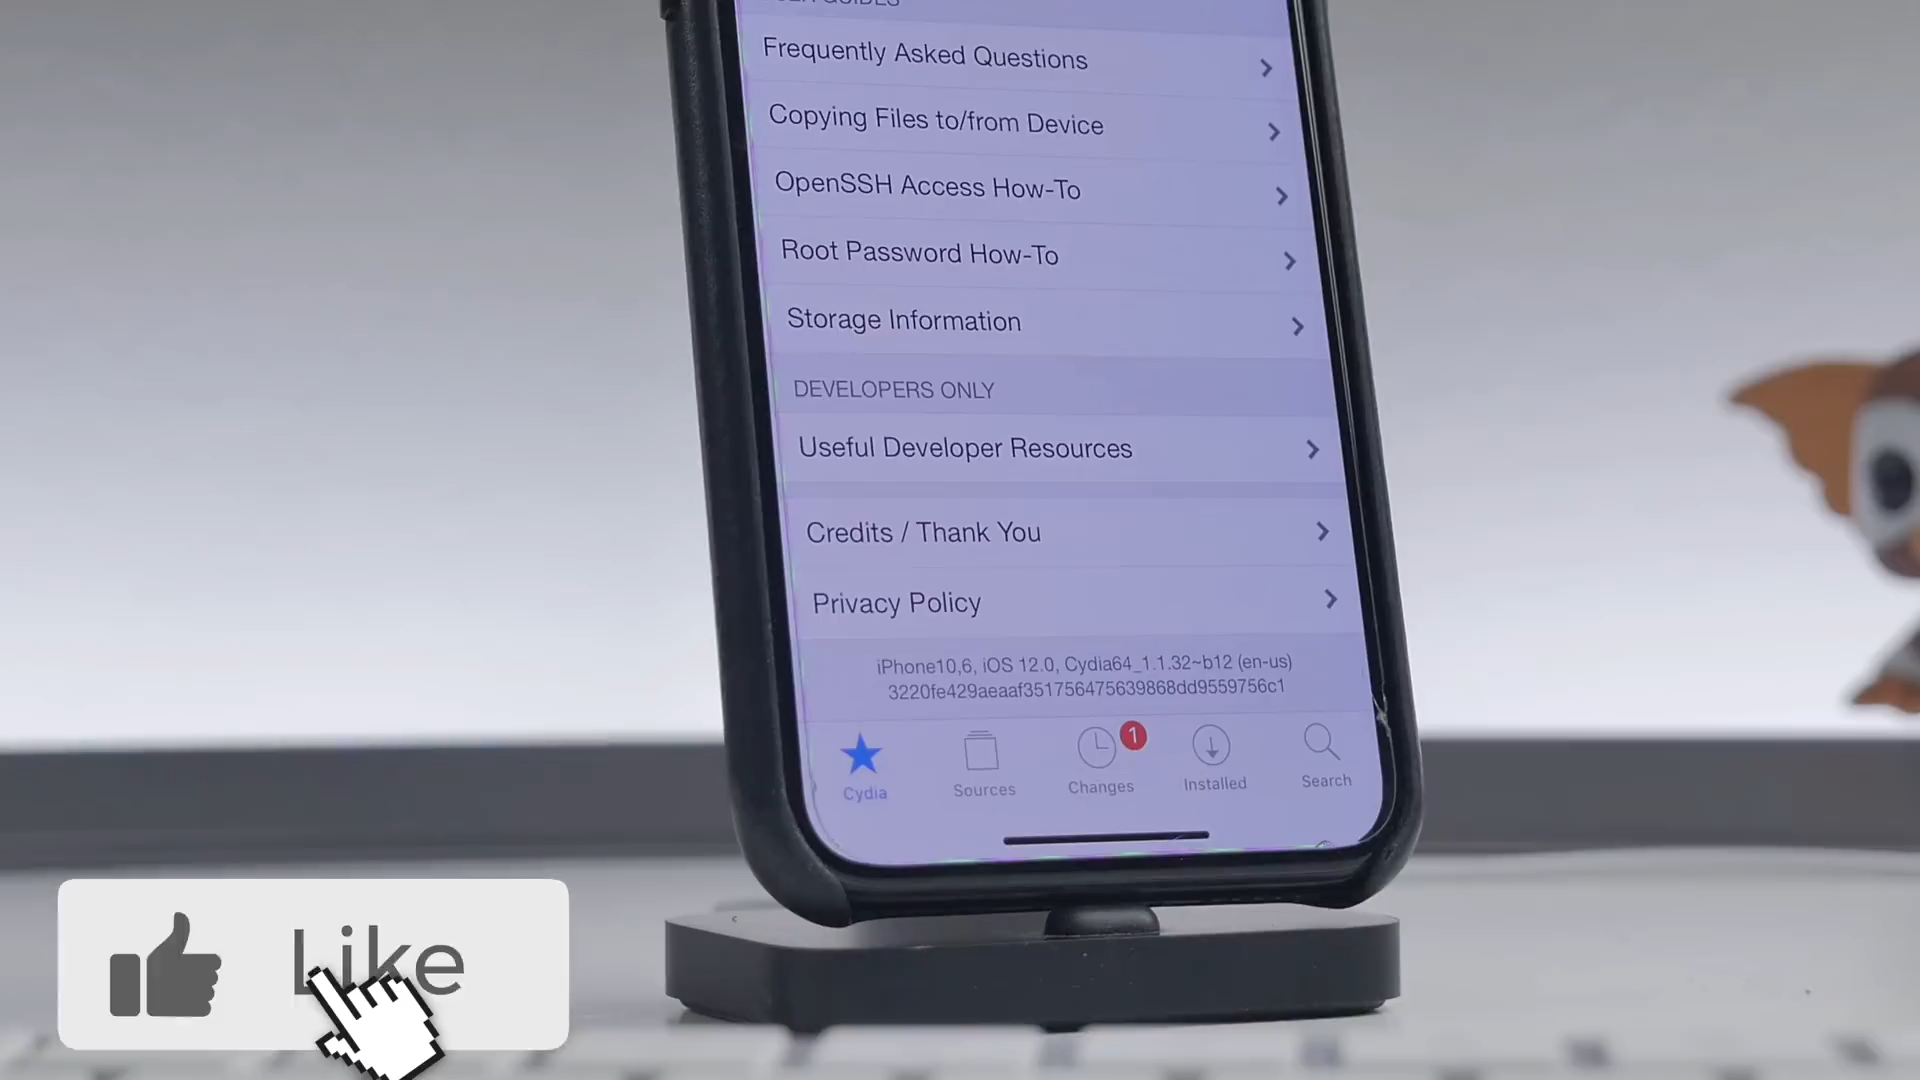 USER GUIDES
Frequently Asked Questions
Copying Files to/from Device
OpenSSH Access How-To
Root Password How-To
Storage Information
DEVELOPERS ONLY
Useful Developer Resources
Credits / Thank You
Privacy Policy
iPhone10,6, iOS 12.0, Cydia64_1.1.32~b12 (en-us)
3220fe429aeaaf351756475639868dd9559756c1
1
Cydia
Sources
Changes
Installed
Search
Like